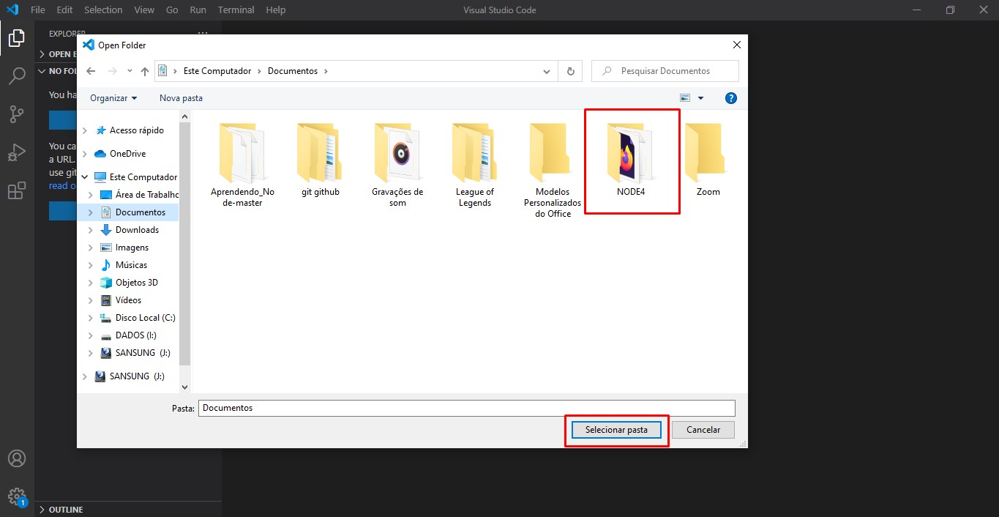 File Edit Selection View Go Run Terminal Help
Visual Studio Code
EXPLORER
OPEN E
NO FOL
You ha
You ca
a URL.
use git
read o
OUTLINE
1
Open Folder
Este Computador
Documentos
Pesquisar Documentos
Organizar
Nova pasta
?
Acesso rápido
OneDrive
Este Computador
Área de Trabalho
Documentos
Downloads
Imagens
Músicas
Objetos 3D
Vídeos
Disco Local (C:)
DADOS (I:)
SANSUNG (J:)
SANSUNG (J:)
Aprendendo_No
de-master
git github
Gravações de
som
League of
Legends
Modelos
Personalizados
do Office
NODE4
Zoom
Pasta:
Documentos
Selecionar pasta
Cancelar